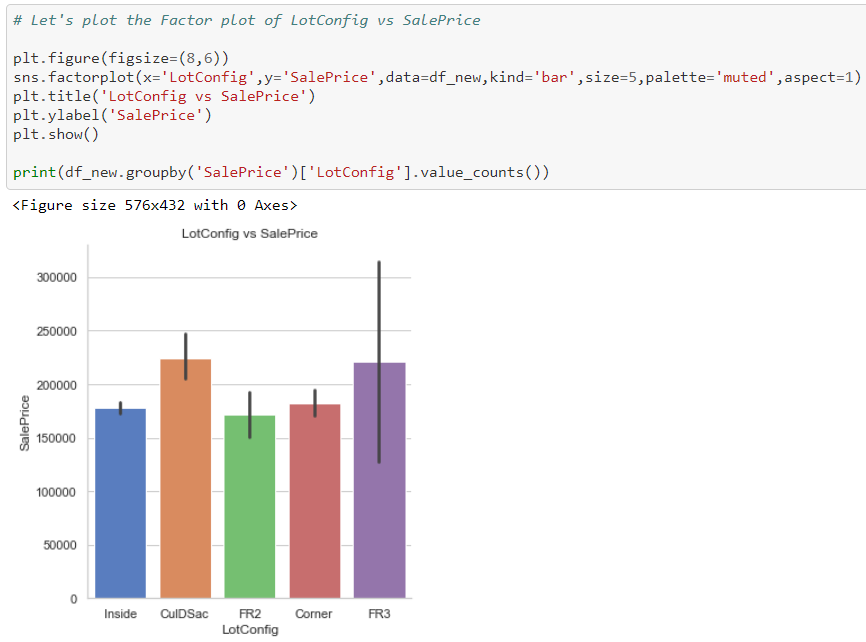 # Let's plot the Factor plot of LotConfig vs SalePrice
plt.figure(figsize=(8,6))
sns.factorplot(x='LotConfig',y='SalePrice',data=df_new,kind='bar',size=5,palette='muted',aspect=1)
plt.title('LotConfig vs SalePrice')
plt.ylabel('SalePrice')
plt.show()
print(df_new.groupby('SalePrice')['LotConfig'].value_counts())
<Figure size 576x432 with 0 Axes>
LotConfig vs SalePrice
300000
250000
200000
150000
100000
50000
0
SalePrice
Inside CulDSac FR2 Corner FR3
LotConfig